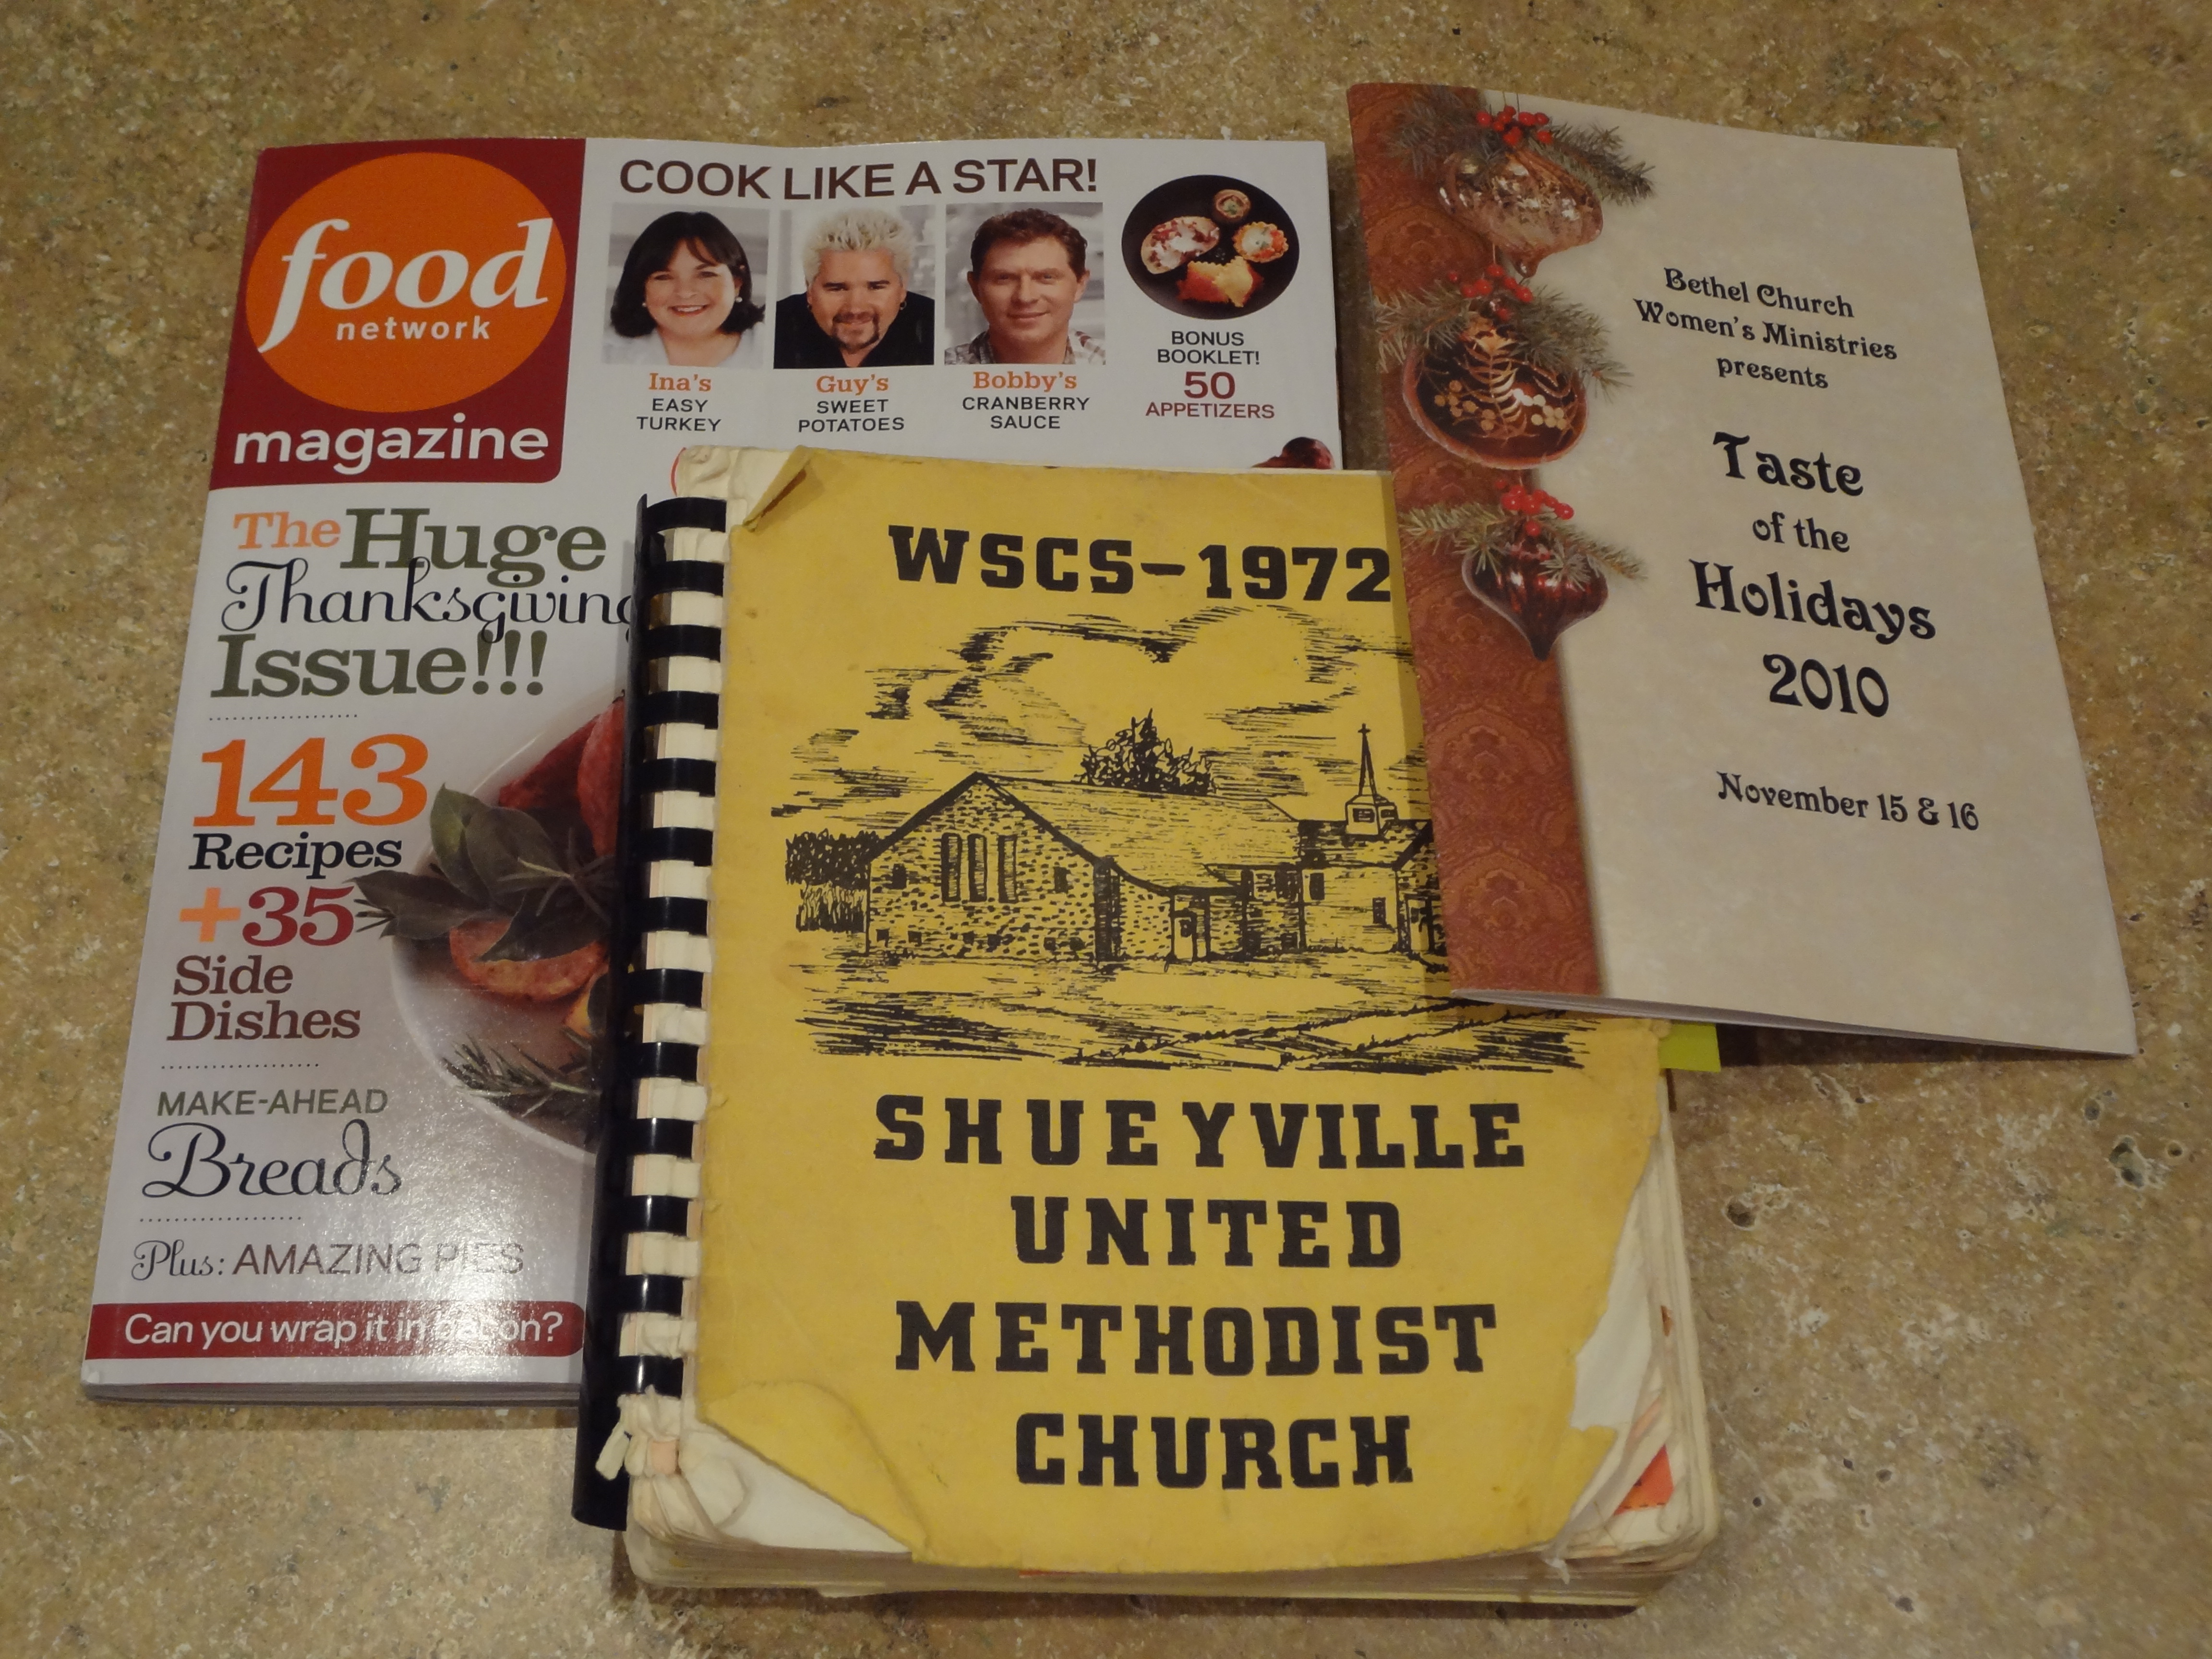 food
network
magazine
COOK LIKE A STAR!
Ina's
EASY
TURKEY
Guy's
SWEET
POTATOES
Bobby's
CRANBERRY
SAUCE
BONUS
BOOKLET!
50
APPETIZERS
The Huge
Thanksgiving
Issue!!!
143
Recipes
+35
Side
Dishes
MAKE-AHEAD
Breads
Plus: AMAZING PIES
Can you wrap it in bacon?
WSCS-1972
SHUEYVILLE
UNITED
METHODIST
CHURCH
Bethel Church
Women's Ministries
presents
Taste
of the
Holidays
2010
November 15 & 16